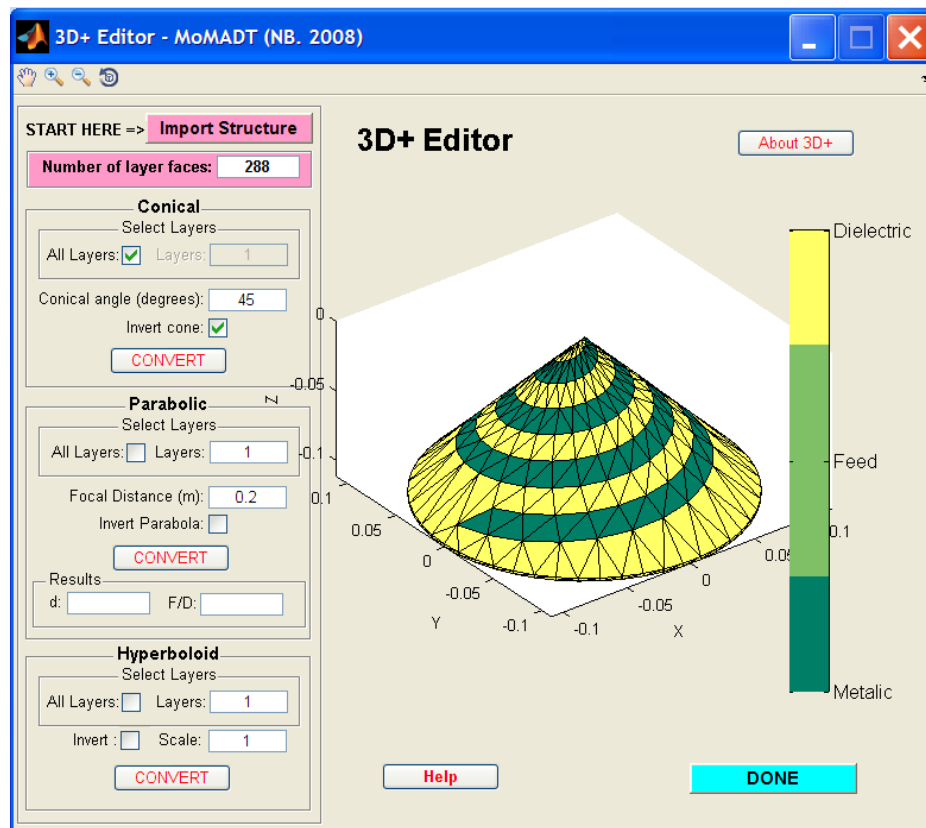 3D+ Editor - MoMADT (NB. 2008)
START HERE => Import Structure
Number of layer faces: 288
Conical
Select Layers
All Layers: Layers: 1
Conical angle (degrees): 45
Invert cone:
CONVERT
Parabolic
Select Layers
All Layers: Layers: 1
Focal Distance (m): 0.2
Invert Parabola:
CONVERT
Results
d: F/D:
Hyperboloid
Select Layers
All Layers: Layers: 1
Invert : Scale: 1
CONVERT
3D+ Editor
About 3D+
0
-0.05
-0.1
Z
0.1
0.05
0
-0.05
-0.1
Y
-0.1
-0.05
0
0.05
0.1
X
Dielectric
Feed
Metalic
Help
DONE